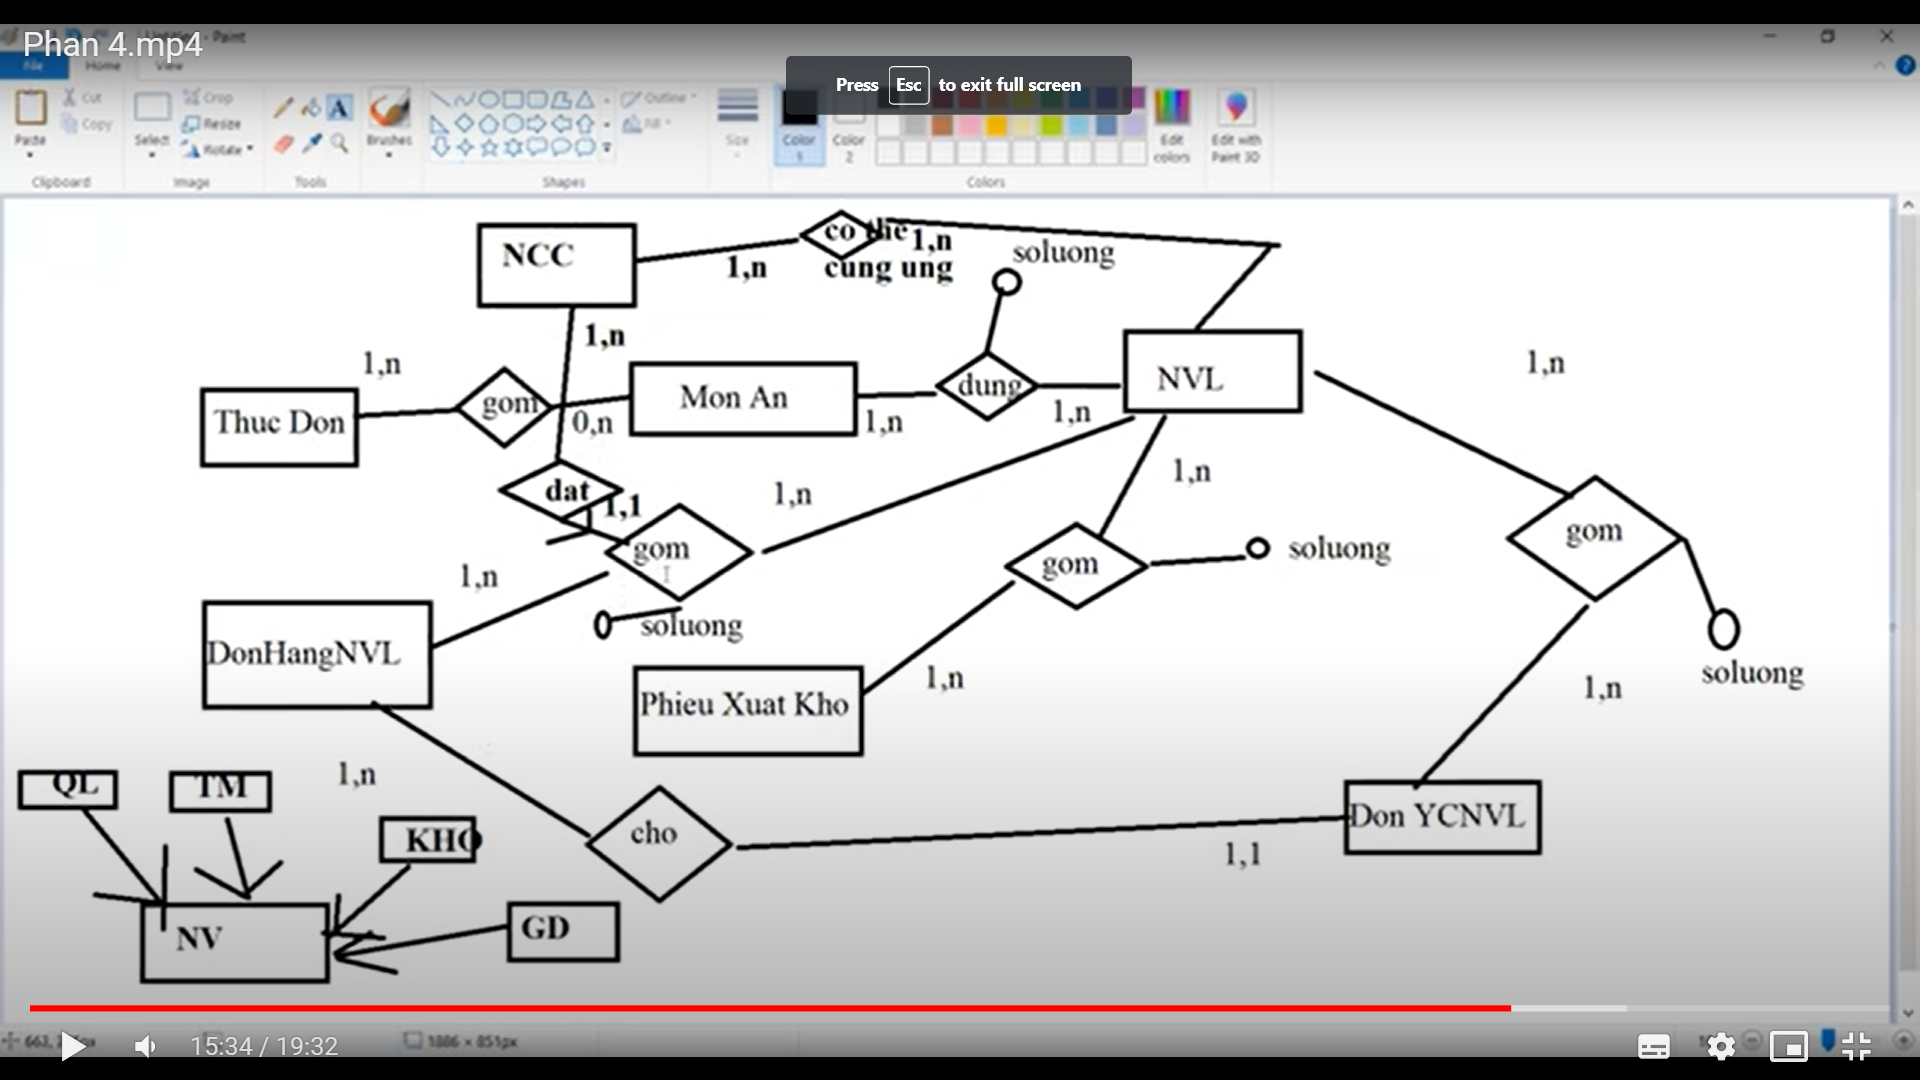 Phan 4.mp4
Paint
File
Home
View
Press Esc to exit full screen
Paste
Cut
Copy
Clipboard
Select
Crop
Resize
Rotate
Image
Tools
Brushes
Shapes
Outline
Fill
Size
Color 1
Color 2
Edit colors
Colors
Edit with Paint 3D
NCC
1,n
co the
cung ung
1,n
soluong
1,n
1,n
Thuc Don
gom
0,n
Mon An
1,n
dung
1,n
NVL
1,n
dat
1,1
1,n
1,n
gom
1,n
soluong
DonHangNVL
gom
soluong
gom
soluong
Phieu Xuat Kho
1,n
1,n
QL
TM
1,n
KHO
cho
1,1
Don YCNVL
NV
GD
15:34 / 19:32
1886 × 851px